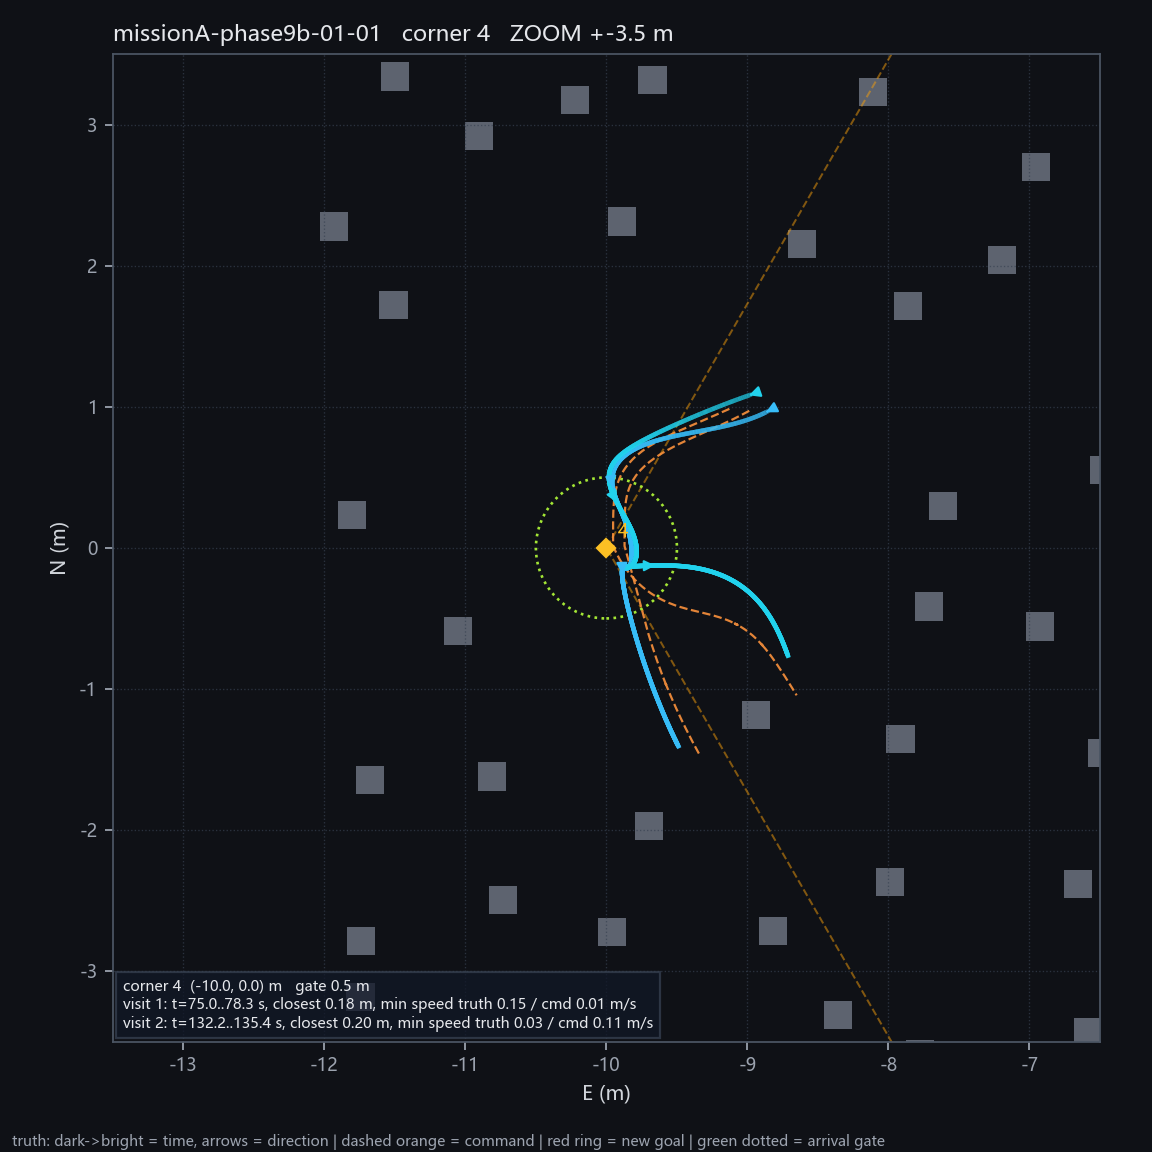 missionA-phase9b-01-01   corner 4   ZOOM +-3.5 m
3
2
1
0
-1
-2
-3
N (m)
4
corner 4  (-10.0, 0.0) m   gate 0.5 m
visit 1: t=75.0..78.3 s, closest 0.18 m, min speed truth 0.15 / cmd 0.01 m/s
visit 2: t=132.2..135.4 s, closest 0.20 m, min speed truth 0.03 / cmd 0.11 m/s
-13 -12 -11 -10 -9 -8 -7
E (m)
truth: dark->bright = time, arrows = direction | dashed orange = command | red ring = new goal | green dotted = arrival gate